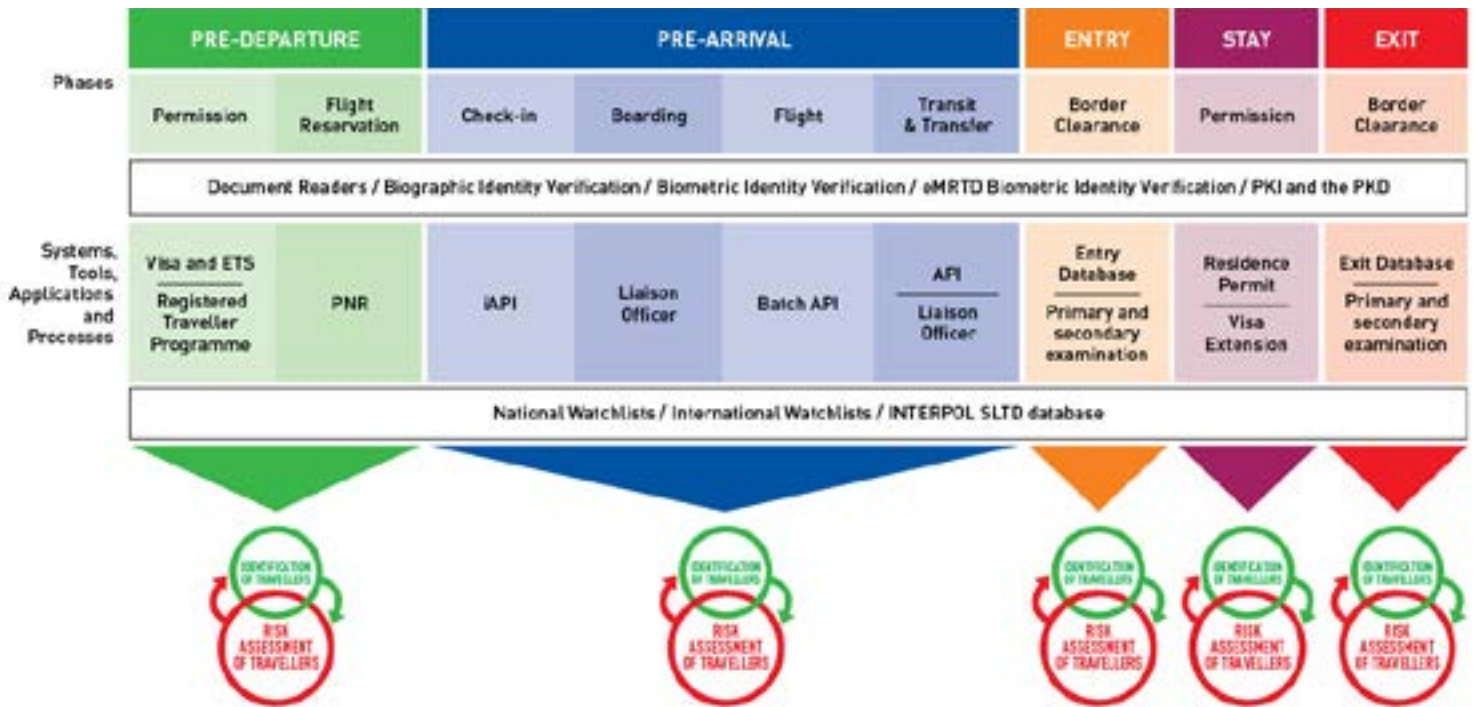 PRE-DEPARTURE
PRE-ARRIVAL
ENTRY
STAY
EXIT
Phases
Permission
Flight
Reservation
Check-in
Boarding
Flight
Transit
& Transfer
Border
Clearance
Permission
Border
Clearance
Document Readers / Biographic Identity Verification / Biometric Identity Verification / eMRTD Biometric Identity Verification / PKI and the PKD
Systems,
Tools,
Applications
and
Processes
Visa and ETS
Registered
Traveller
Programme
PNR
iAPI
Liaison
Officer
Batch API
API
Liaison
Officer
Entry
Database
Primary and
secondary
examination
Residence
Permit
Visa
Extension
Exit Database
Primary and
secondary
examination
National Watchlists / International Watchlists / INTERPOL SLTD database
IDENTIFICATION
OF TRAVELLERS
RISK
ASSESSMENT
OF TRAVELLERS
IDENTIFICATION
OF TRAVELLERS
RISK
ASSESSMENT
OF TRAVELLERS
IDENTIFICATION
OF TRAVELLERS
RISK
ASSESSMENT
OF TRAVELLERS
IDENTIFICATION
OF TRAVELLERS
RISK
ASSESSMENT
OF TRAVELLERS
IDENTIFICATION
OF TRAVELLERS
RISK
ASSESSMENT
OF TRAVELLERS